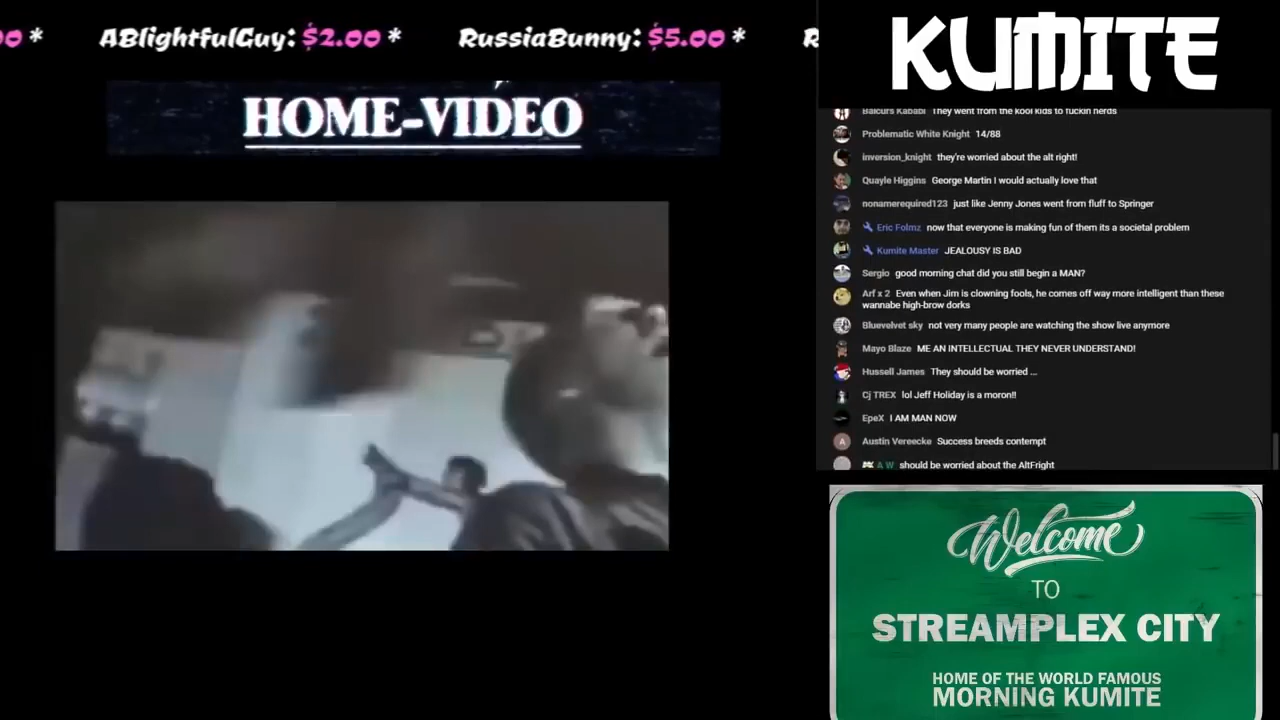 0 *
ABlightfulGuy: $2.00 *
RussiaBunny: $5.00 *
R
KUMITE
HOME-VIDEO
Baicurs Kababi They went from the kool kids to fuckin nerds
Problematic White Knight 14/88
inversion_knight they're worried about the alt right!
Quayle Higgins George Martin I would actually love that
nonamerequired123 just like Jenny Jones went from fluff to Springer
Eric Folmz now that everyone is making fun of them its a societal problem
Kumite Master JEALOUSY IS BAD
Sergio good morning chat did you still begin a MAN?
Arf x 2 Even when Jim is clowning fools, he comes off way more intelligent than these
wannabe high-brow dorks
Bluevelvet sky not very many people are watching the show live anymore
Mayo Blaze ME AN INTELLECTUAL THEY NEVER UNDERSTAND!
Hussell James They should be worried ...
Cj TREX lol Jeff Holiday is a moron!!
EpeX I AM MAN NOW
A Austin Vereecke Success breeds contempt
A W should be worried about the AltFright
Welcome
TO
STREAMPLEX CITY
HOME OF THE WORLD FAMOUS
MORNING KUMITE